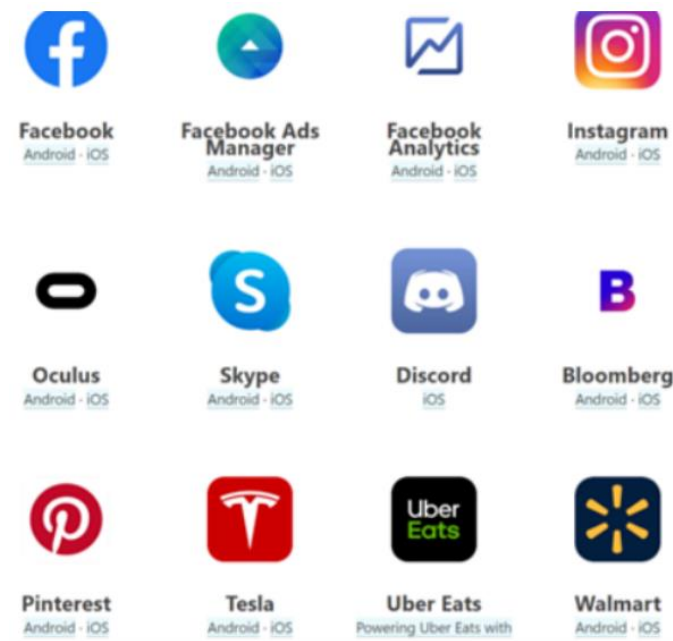 Facebook
Android · iOS
Facebook Ads
Manager
Android · iOS
Facebook
Analytics
Android · iOS
Instagram
Android · iOS
Oculus
Android · iOS
Skype
Android · iOS
Discord
iOS
Bloomberg
Android · iOS
Uber
Eats
Pinterest
Android · iOS
Tesla
Android · iOS
Uber Eats
Powering Uber Eats with
Walmart
Android · iOS